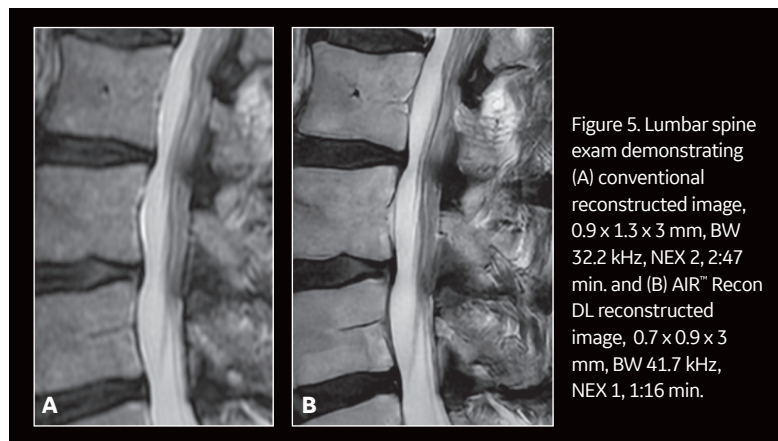 A
B
Figure 5. Lumbar spine
exam demonstrating
(A) conventional
reconstructed image,
0.9 x 1.3 x 3 mm, BW
32.2 kHz, NEX 2, 2:47
min. and (B) AIR™ Recon
DL reconstructed
image, 0.7 x 0.9 x 3
mm, BW 41.7 kHz,
NEX 1, 1:16 min.